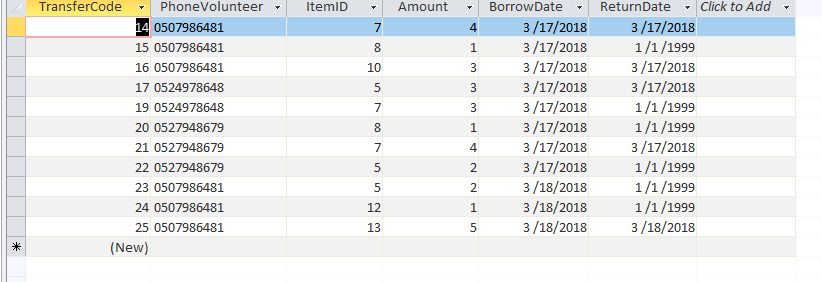 TransferCode PhoneVolunteer ItemID Amount BorrowDate ReturnDate Click to Add
14 0507986481 7 4 3 /17/2018 3 /17/2018
15 0507986481 8 1 3 /17/2018 1 /1 /1999
16 0507986481 10 3 3 /17/2018 3 /17/2018
17 0524978648 5 3 3 /17/2018 3 /17/2018
19 0524978648 7 3 3 /17/2018 1 /1 /1999
20 0527948679 8 1 3 /17/2018 1 /1 /1999
21 0527948679 7 4 3 /17/2018 3 /17/2018
22 0527948679 5 2 3 /17/2018 1 /1 /1999
23 0507986481 5 2 3 /18/2018 1 /1 /1999
24 0507986481 12 1 3 /18/2018 1 /1 /1999
25 0507986481 13 5 3 /18/2018 3 /18/2018
* (New)